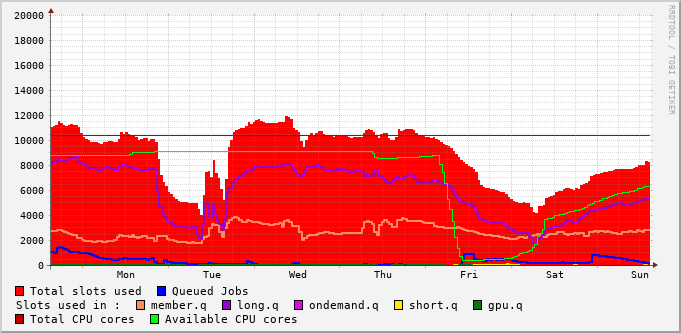 20000
18000
16000
14000
12000
10000
8000
6000
4000
2000
0
Mon Tue Wed Thu Fri Sat Sun
Total slots used Queued Jobs
Slots used in : member.q long.q ondemand.q short.q gpu.q
Total CPU cores Available CPU cores
RRDTOOL / TOBI OETIKER